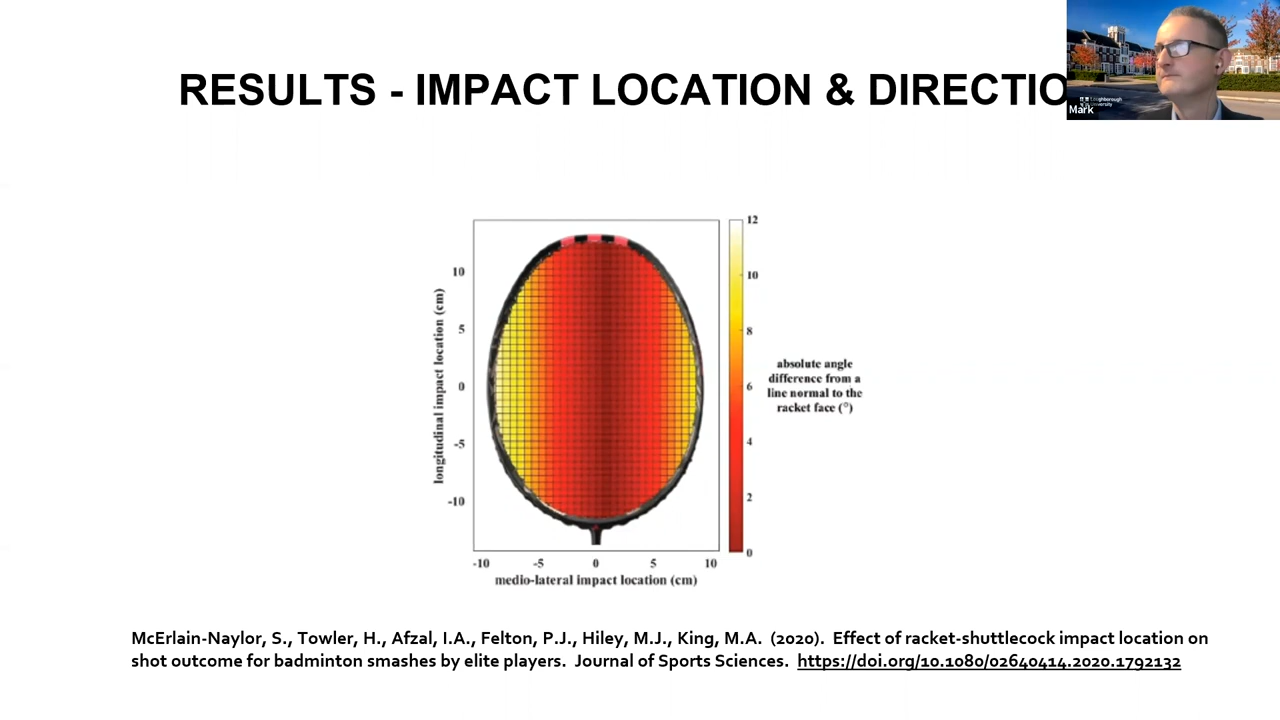 RESULTS - IMPACT LOCATION & DIRECTIO
Mark
Loughborough
University
12
10
8
6
4
2
0
absolute angle
difference from a
line normal to the
racket face (°)
longitudinal impact location (cm)
10
5
0
-5
-10
-10 -5 0 5 10
medio-lateral impact location (cm)
McErlain-Naylor, S., Towler, H., Afzal, I.A., Felton, P.J., Hiley, M.J., King, M.A. (2020). Effect of racket-shuttlecock impact location on
shot outcome for badminton smashes by elite players. Journal of Sports Sciences. https://doi.org/10.1080/02640414.2020.1792132